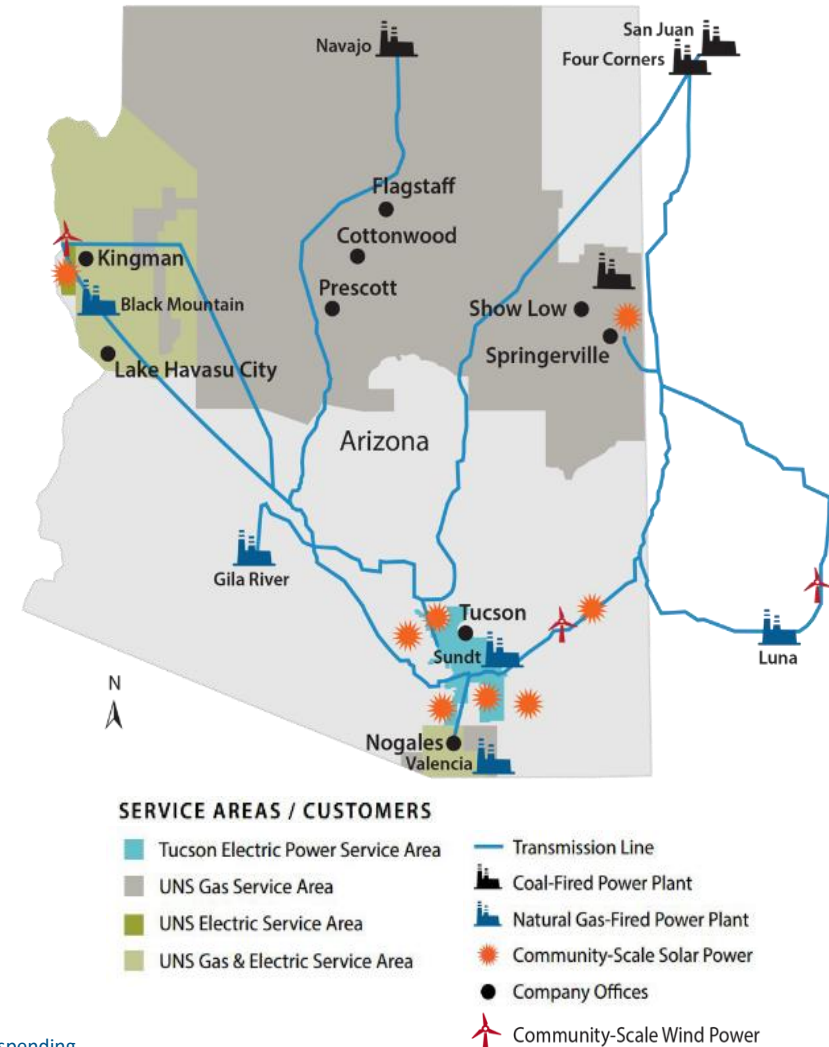 San Juan
Navajo
Four Corners
Flagstaff
Cottonwood
Kingman
Prescott
Black Mountain
Show Low
Springerville
Lake Havasu City
Arizona
Gila River
Tucson
Sundt
Luna
N
Nogales
Valencia
SERVICE AREAS / CUSTOMERS
Tucson Electric Power Service Area
UNS Gas Service Area
UNS Electric Service Area
UNS Gas & Electric Service Area
Transmission Line
Coal-Fired Power Plant
Natural Gas-Fired Power Plant
Community-Scale Solar Power
Company Offices
Community-Scale Wind Power